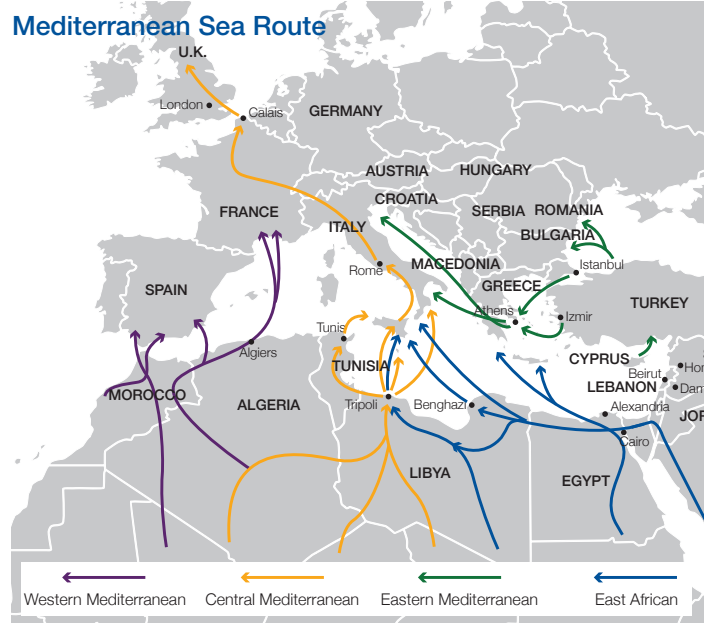 Mediterranean Sea Route
U.K.
London
Calais
GERMANY
AUSTRIA
HUNGARY
CROATIA
FRANCE
SERBIA
ROMANIA
ITALY
BULGARIA
Rome
MACEDONIA
Istanbul
SPAIN
GREECE
TURKEY
Athens
Izmir
Tunis
Algiers
TUNISIA
CYPRUS
Beirut
LEBANON
MOROCCO
ALGERIA
Tripoli
Benghazi
Alexandria
Cairo
LIBYA
EGYPT
Western Mediterranean
Central Mediterranean
Eastern Mediterranean
East African